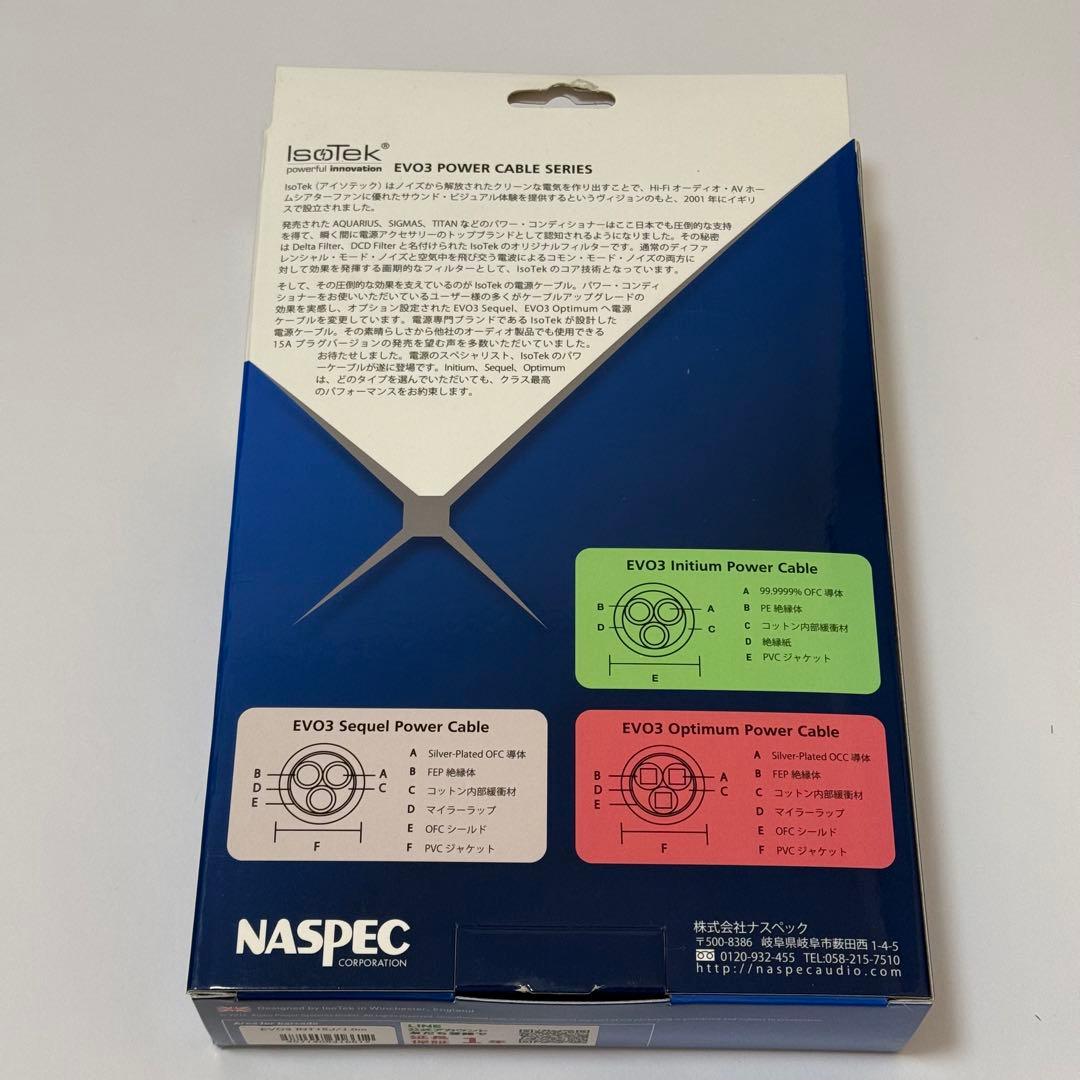 IsoTek®
powerful innovation EVO3 POWER CABLE SERIES
IsoTek（アイソテック）はノイズから解放されたクリーンな電気を作り出すことで、Hi-Fi オーディオ・AV ホー
ムシアターファンに優れたサウンド・ビジュアル体験を提供するというヴィジョンのもと、2001 年にイギリ
スで設立されました。
発売された AQUARIUS、SIGMAS、TITAN などのパワー・コンディショナーはここ日本でも圧倒的な支持
を得て、瞬く間に電源アクセサリーのトップブランドとして認知されるようになりました。その秘密
は Delta Filter、DCD Filter と名付けられた IsoTek のオリジナルフィルターです。通常のディファ
レンシャル・モード・ノイズと空気中を飛び交う電波によるコモン・モード・ノイズの両方に
対して効果を発揮する画期的なフィルターとして、IsoTek のコア技術となっています。
そして、その圧倒的な効果を支えているのが IsoTek の電源ケーブル。パワー・コンディ
ショナーをお使いいただいているユーザー様の多くがケーブルアップグレードの
効果を実感し、オプション設定された EVO3 Sequel、EVO3 Optimum へ電源
ケーブルを変更しています。電源専門ブランドである IsoTek が設計した
電源ケーブル。その素晴らしさから他社のオーディオ製品でも使用できる
15A プラグバージョンの発売を望む声を多数いただいていました。
お待たせしました。電源のスペシャリスト、IsoTek のパワ
ーケーブルが遂に登場です。Initium、Sequel、Optimum
は、どのタイプを選んでいただいても、クラス最高
のパフォーマンスをお約束します。
EVO3 Initium Power Cable
B
D
A
C
E
A 99.9999% OFC 導体
B PE 絶縁体
C コットン内部緩衝材
D 絶縁紙
E PVC ジャケット
EVO3 Sequel Power Cable
B
D
E
A
C
F
A Silver-Plated OFC 導体
B FEP 絶縁体
C コットン内部緩衝材
D マイラーラップ
E OFC シールド
F PVC ジャケット
EVO3 Optimum Power Cable
B
D
E
A
C
F
A Silver-Plated OCC 導体
B FEP 絶縁体
C コットン内部緩衝材
D マイラーラップ
E OFC シールド
F PVC ジャケット
NASPEC
CORPORATION
株式会社ナスペック
〒500-8386 岐阜県岐阜市薮田西 1-4-5
0120-932-455 TEL:058-215-7510
http://naspecaudio.com
Designed by IsoTek in Winchester, England
Area for barcode
LINE
延長
保証 1年